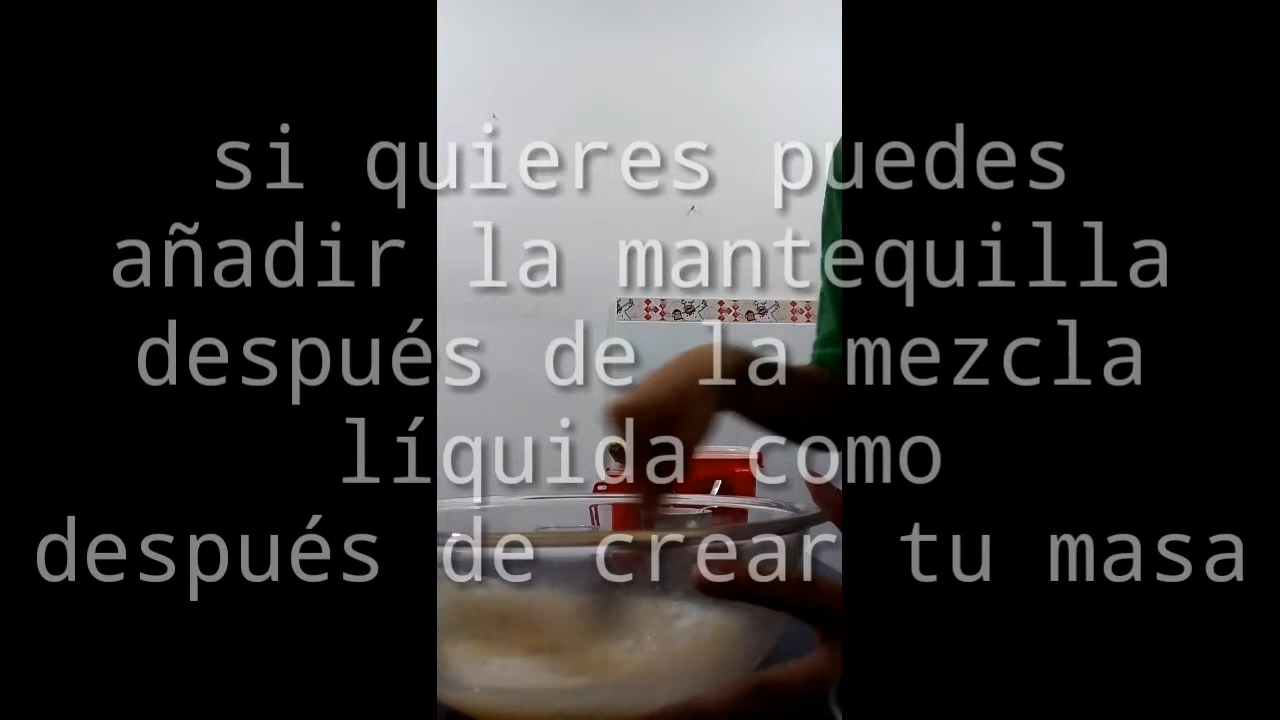 si quieres puedes
añadir la mantequilla
después de la mezcla
líquida como
después de crear tu masa